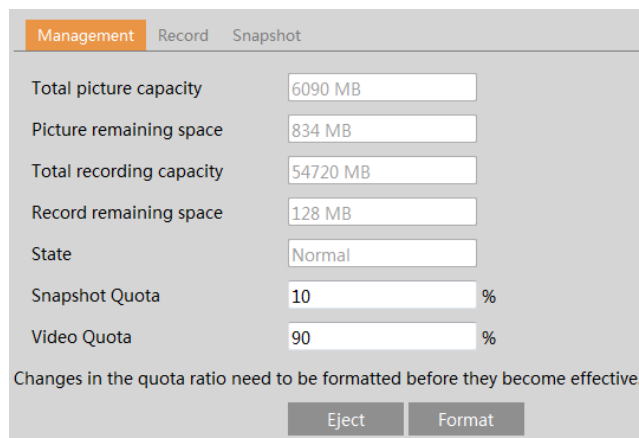 Management Record Snapshot
Total picture capacity 6090 MB
Picture remaining space 834 MB
Total recording capacity 54720 MB
Record remaining space 128 MB
State Normal
Snapshot Quota 10 %
Video Quota 90 %
Changes in the quota ratio need to be formatted before they become effective.
Eject Format